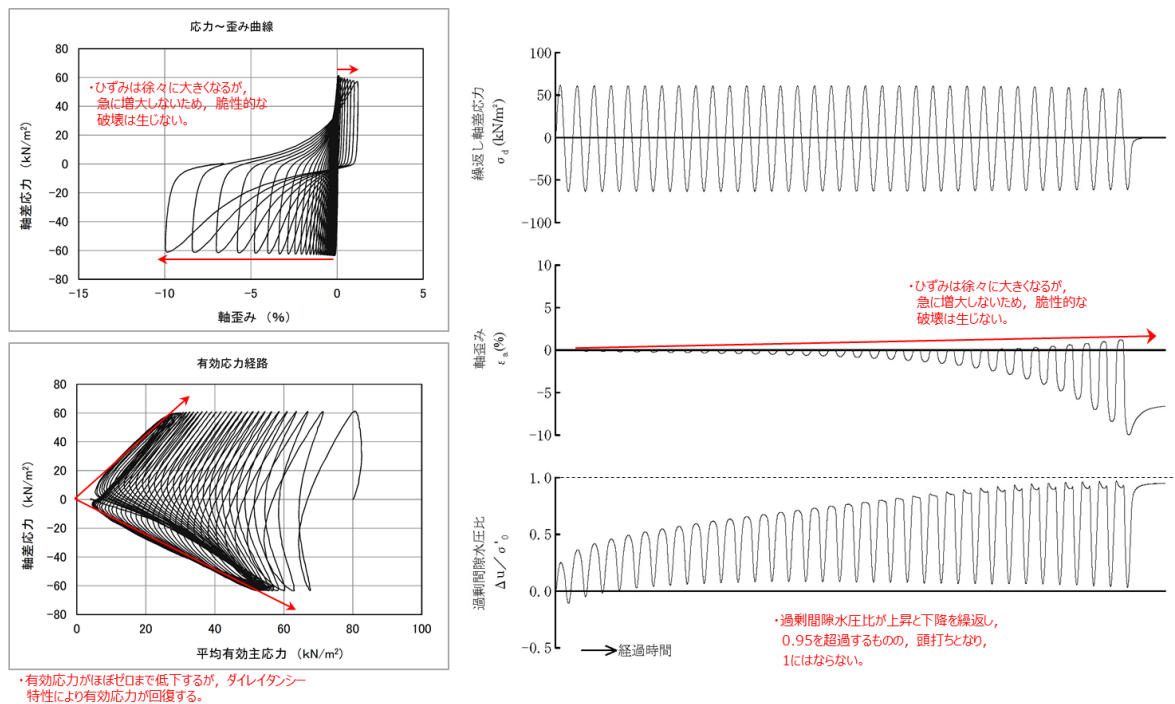 応力～歪み曲線
80
60
40
20
0
-20
-40
-60
-80
軸差応力 (kN/m²)
・ひずみは徐々に大きくなるが，
急に増大しないため，脆性的な
破壊は生じない。
-15
-10
-5
0
5
軸歪み （％）
有効応力経路
80
60
40
20
0
-20
-40
-60
-80
軸差応力 (kN/m²)
0
20
40
60
80
100
平均有効主応力 (kN/m²)
・有効応力がほぼゼロまで低下するが，ダイレイタンシー
特性により有効応力が回復する。
100
50
0
-50
-100
繰返し軸差応力
σd (kN/m²)
10
5
0
-5
-10
軸歪み
εa(%)
・ひずみは徐々に大きくなるが，
急に増大しないため，脆性的な
破壊は生じない。
1.0
0.5
0.0
-0.5
過剰間隙水圧比
Δu／σ'0
経過時間
・過剰間隙水圧比が上昇と下降を繰返し，
0.95を超過するものの，頭打ちとなり，
1にはならない。